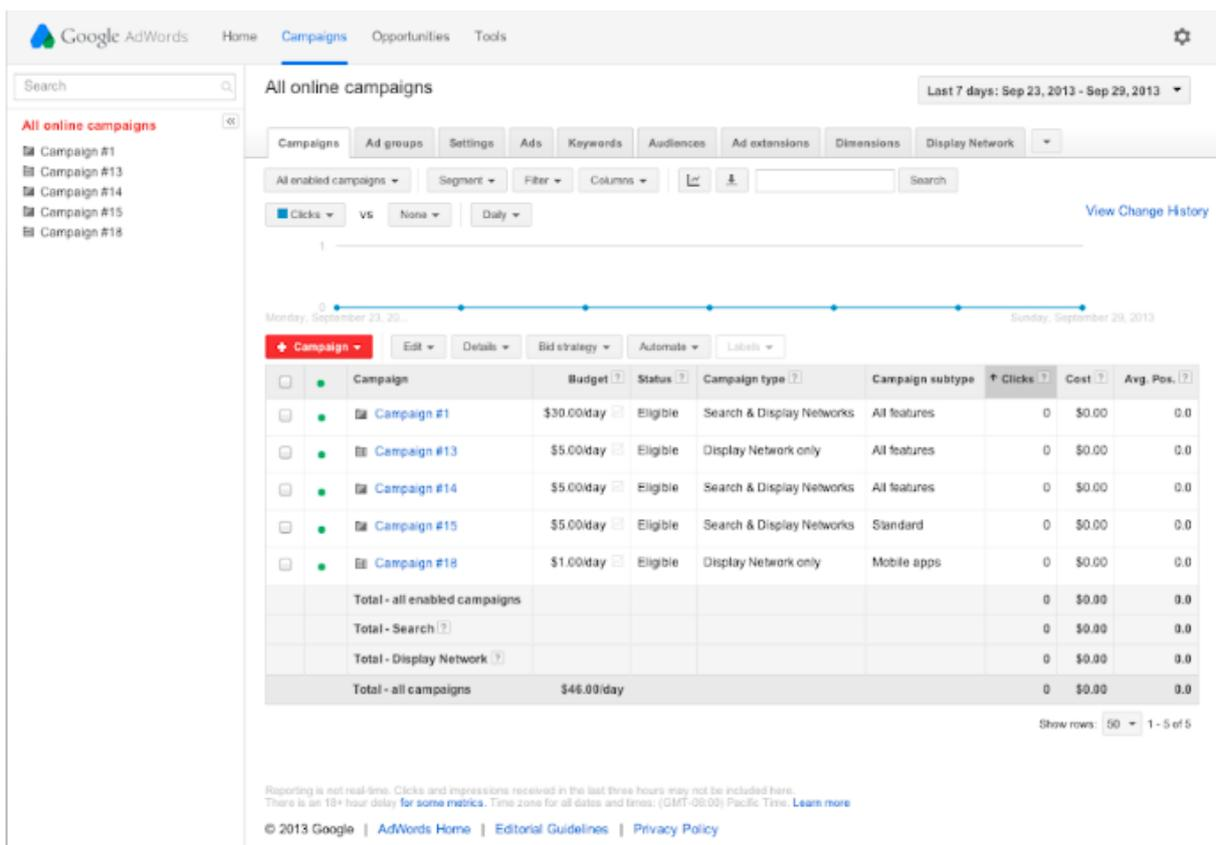 Google AdWords Home Campaigns Opportunities Tools
Search
All online campaigns
Campaign #1
Campaign #13
Campaign #14
Campaign #15
Campaign #18
All online campaigns
Last 7 days: Sep 23, 2013 - Sep 29, 2013
Campaigns Ad groups Settings Ads Keywords Audiences Ad extensions Dimensions Display Network
All enabled campaigns Segment Filter Columns Search
Clicks VS None Daily
View Change History
1
0
Monday, September 23, 20...
Sunday, September 29, 2013
+ Campaign Edit Details Bid strategy Automate Labels
Campaign Budget ? Status ? Campaign type ? Campaign subtype ↑ Clicks ? Cost ? Avg. Pos. ?
Campaign #1 $30.00/day Eligible Search & Display Networks All features 0 $0.00 0.0
Campaign #13 $5.00/day Eligible Display Network only All features 0 $0.00 0.0
Campaign #14 $5.00/day Eligible Search & Display Networks All features 0 $0.00 0.0
Campaign #15 $5.00/day Eligible Search & Display Networks Standard 0 $0.00 0.0
Campaign #18 $1.00/day Eligible Display Network only Mobile apps 0 $0.00 0.0
Total - all enabled campaigns 0 $0.00 0.0
Total - Search ? 0 $0.00 0.0
Total - Display Network ? 0 $0.00 0.0
Total - all campaigns $46.00/day 0 $0.00 0.0
Show rows: 50 1 - 5 of 5
Reporting is not real-time. Clicks and impressions received in the last three hours may not be included here.
There is an 18+ hour delay for some metrics. Time zone for all dates and times: (GMT-08:00) Pacific Time. Learn more
© 2013 Google | AdWords Home | Editorial Guidelines | Privacy Policy